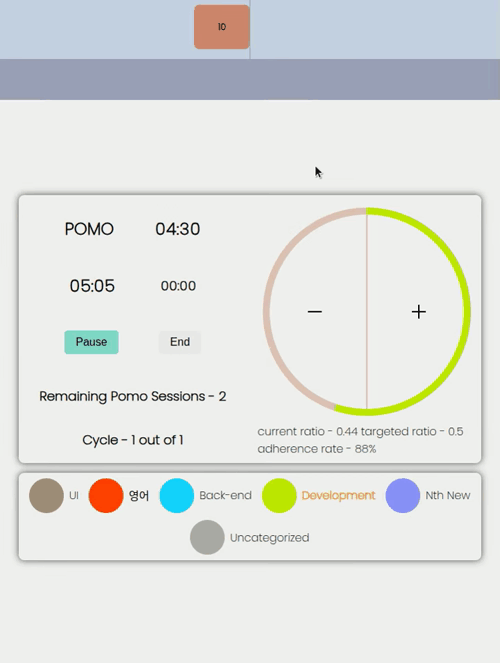 10
POMO 04:30
05:05 00:00
Pause End
− +
Remaining Pomo Sessions - 2
Cycle - 1 out of 1
current ratio - 0.44 targeted ratio - 0.5
adherence rate - 88%
UI 영어 Back-end Development Nth New
Uncategorized